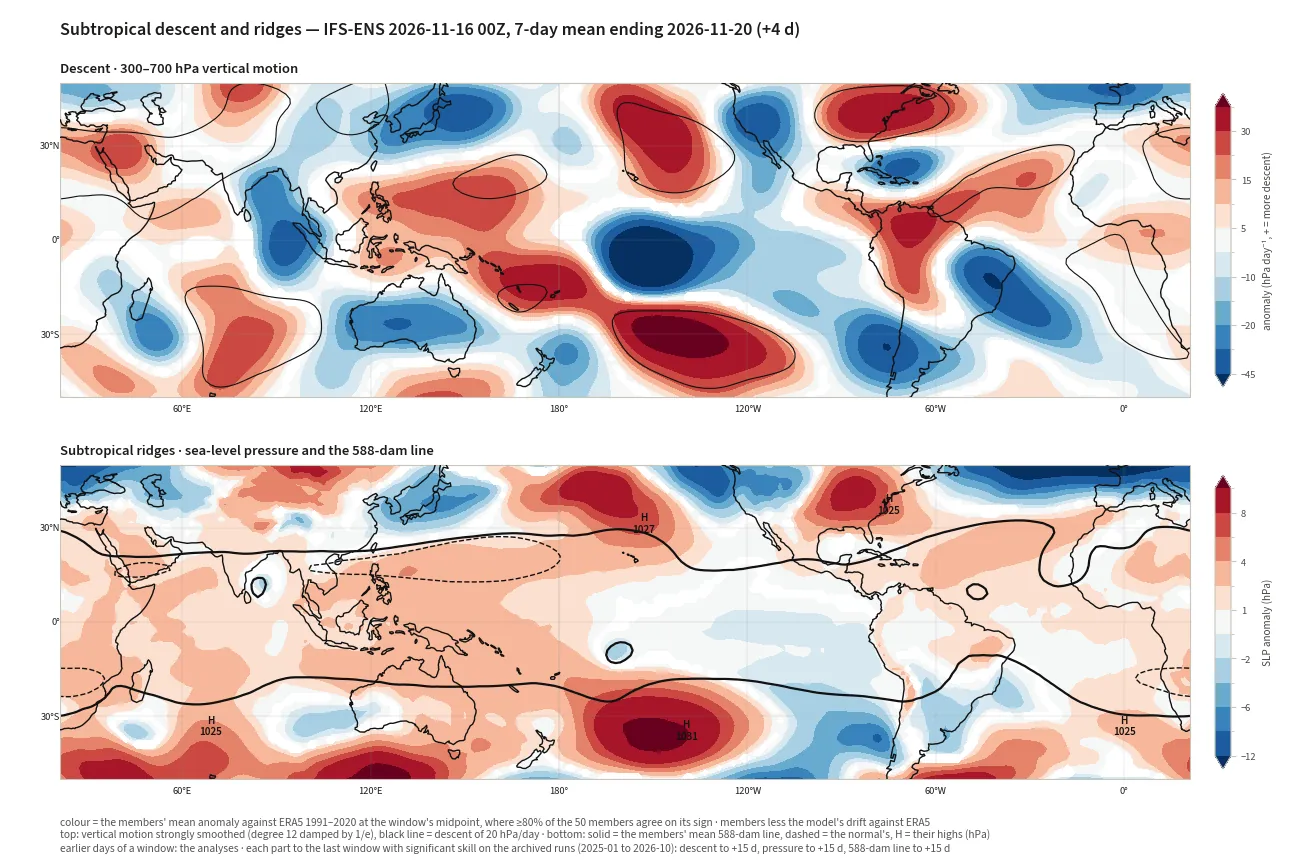 Subtropical descent and ridges — IFS-ENS 2026-11-16 00Z, 7-day mean ending 2026-11-20 (+4 d)
Descent · 300–700 hPa vertical motion
30°N
0°
30°S
60°E
120°E
180°
120°W
60°W
0°
30
15
5
−10
−20
−45
anomaly (hPa day⁻¹, + = more descent)
Subtropical ridges · sea-level pressure and the 588-dam line
H
1027
H
1025
H
1025
H
1031
H
1025
30°N
0°
30°S
60°E
120°E
180°
120°W
60°W
0°
8
4
1
−2
−6
−12
SLP anomaly (hPa)
colour = the members' mean anomaly against ERA5 1991–2020 at the window's midpoint, where ≥80% of the 50 members agree on its sign · members less the model's drift against ERA5
top: vertical motion strongly smoothed (degree 12 damped by 1/e), black line = descent of 20 hPa/day · bottom: solid = the members' mean 588-dam line, dashed = the normal's, H = their highs (hPa)
earlier days of a window: the analyses · each part to the last window with significant skill on the archived runs (2025-01 to 2026-10): descent to +15 d, pressure to +15 d, 588-dam line to +15 d